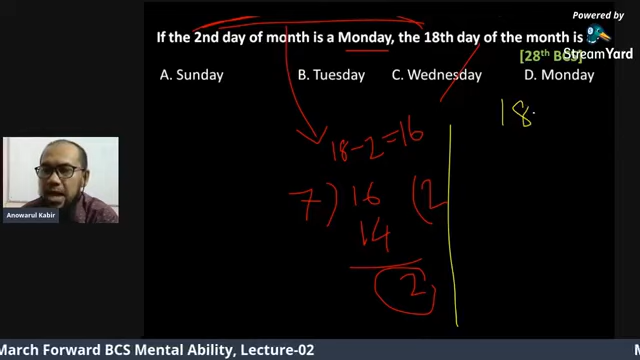 Powered by
StreamYard
If the 2nd day of month is a Monday, the 18th day of the month is
[28th BCS]
A. Sunday B. Tuesday C. Wednesday D. Monday
18
18-2=16
7) 16 (2
14
2
Anowarul Kabir
March Forward BCS Mental Ability, Lecture-02